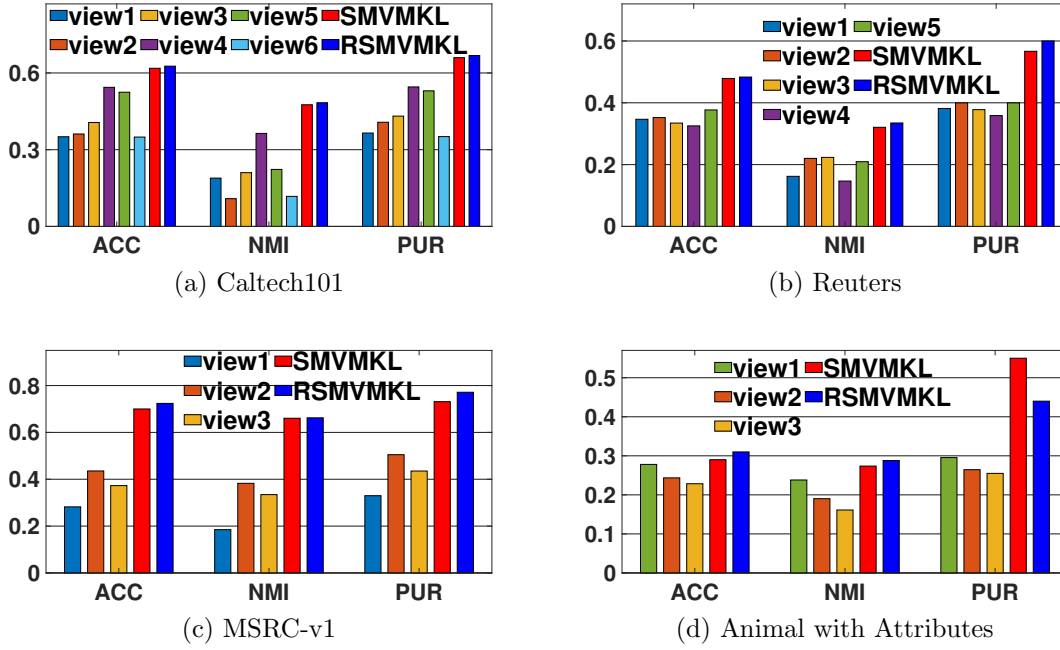 view1 view3 view5 SMVMKL
view2 view4 view6 RSMVMKL
0.6
0.3
0
ACC NMI PUR
(a) Caltech101
view1 view5
view2 SMVMKL
view3 RSMVMKL
view4
0.6
0.4
0.2
0
ACC NMI PUR
(b) Reuters
view1 SMVMKL
view2 RSMVMKL
view3
0.8
0.6
0.4
0.2
0
ACC NMI PUR
(c) MSRC-v1
view1 SMVMKL
view2 RSMVMKL
view3
0.5
0.4
0.3
0.2
0.1
0
ACC NMI PUR
(d) Animal with Attributes